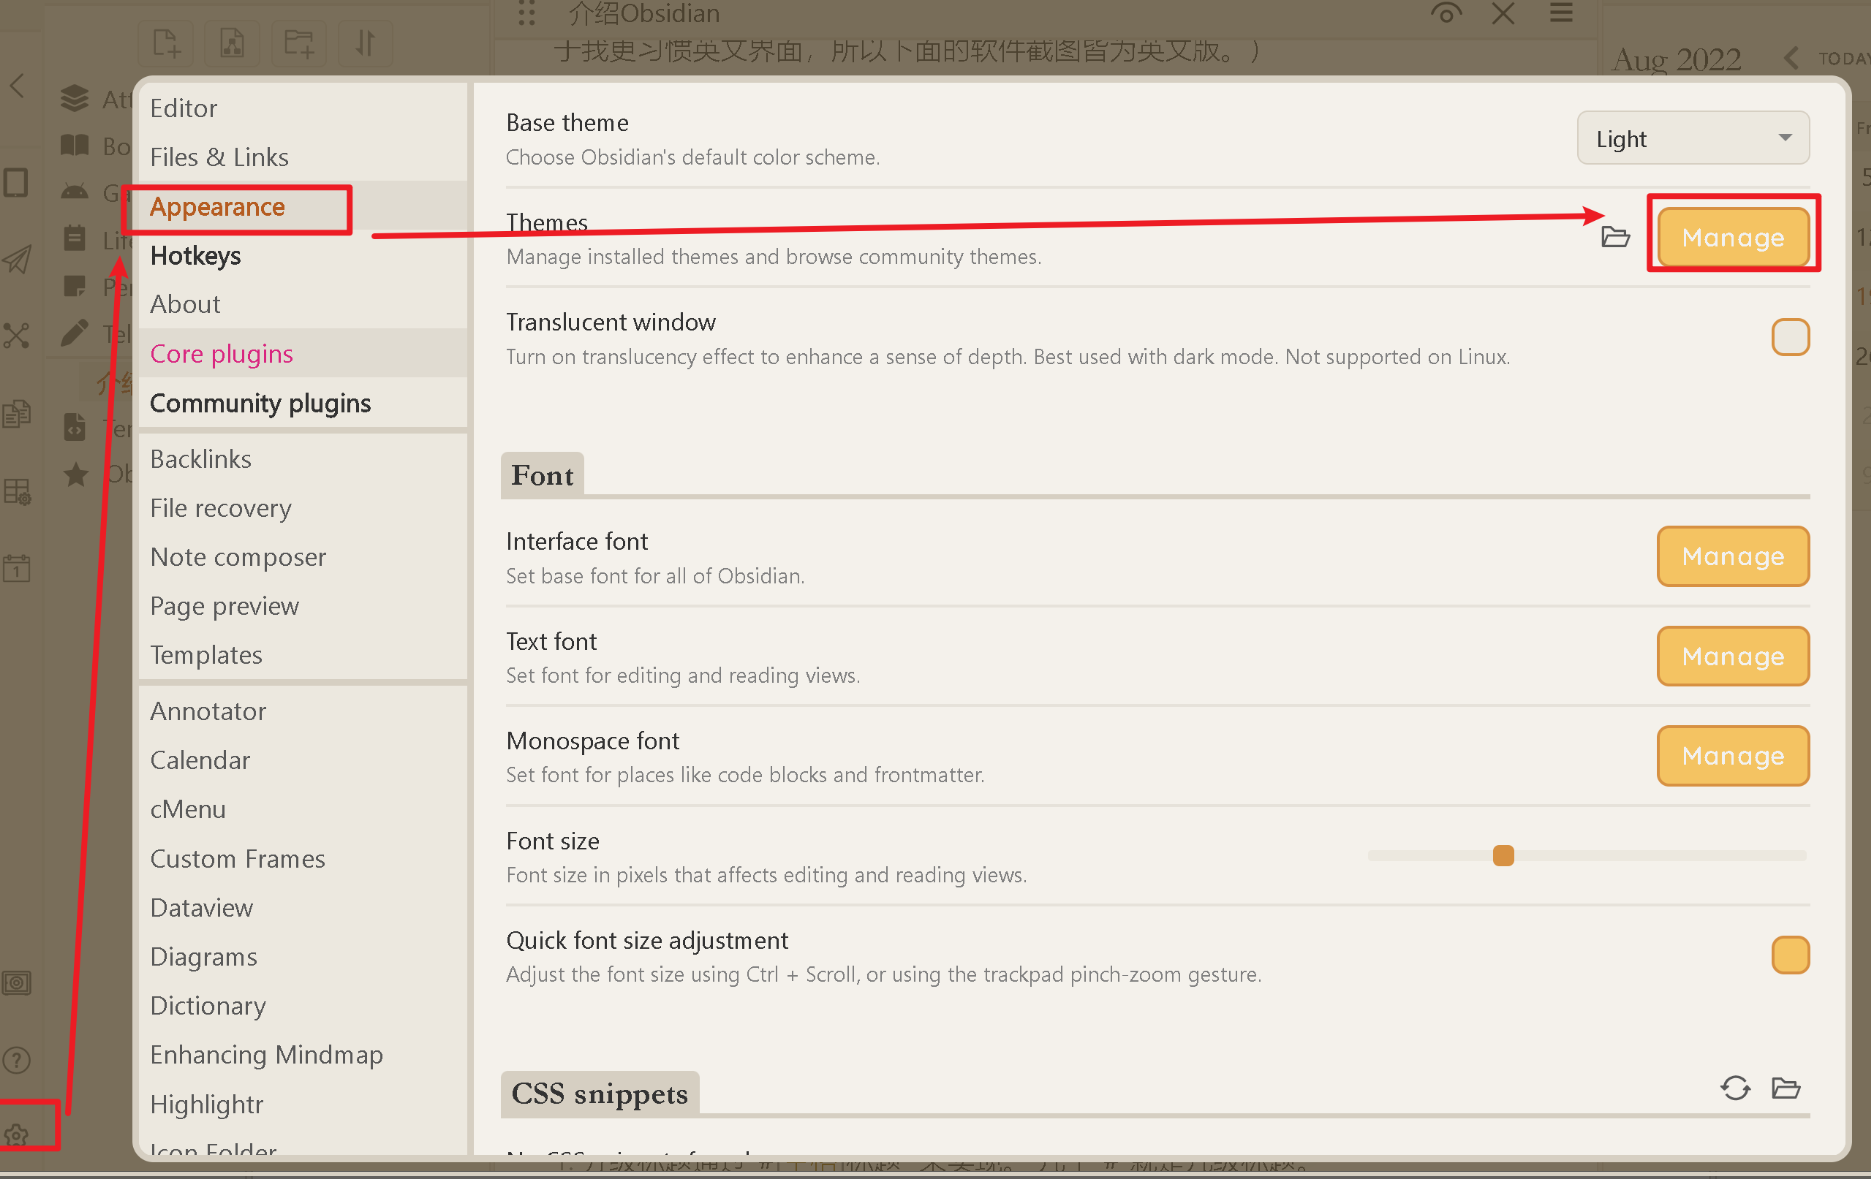 介绍Obsidian
于我更习惯英文界面，所以下面的软件截图皆为英文版。）
Aug 2022
TODAY
Editor
Files & Links
Appearance
Hotkeys
About
Core plugins
Community plugins
Backlinks
File recovery
Note composer
Page preview
Templates
Annotator
Calendar
cMenu
Custom Frames
Dataview
Diagrams
Dictionary
Enhancing Mindmap
Highlightr
Icon Folder
Base theme
Choose Obsidian's default color scheme.
Light
Themes
Manage installed themes and browse community themes.
Manage
Translucent window
Turn on translucency effect to enhance a sense of depth. Best used with dark mode. Not supported on Linux.
Font
Interface font
Set base font for all of Obsidian.
Manage
Text font
Set font for editing and reading views.
Manage
Monospace font
Set font for places like code blocks and frontmatter.
Manage
Font size
Font size in pixels that affects editing and reading views.
Quick font size adjustment
Adjust the font size using Ctrl + Scroll, or using the trackpad pinch-zoom gesture.
CSS snippets